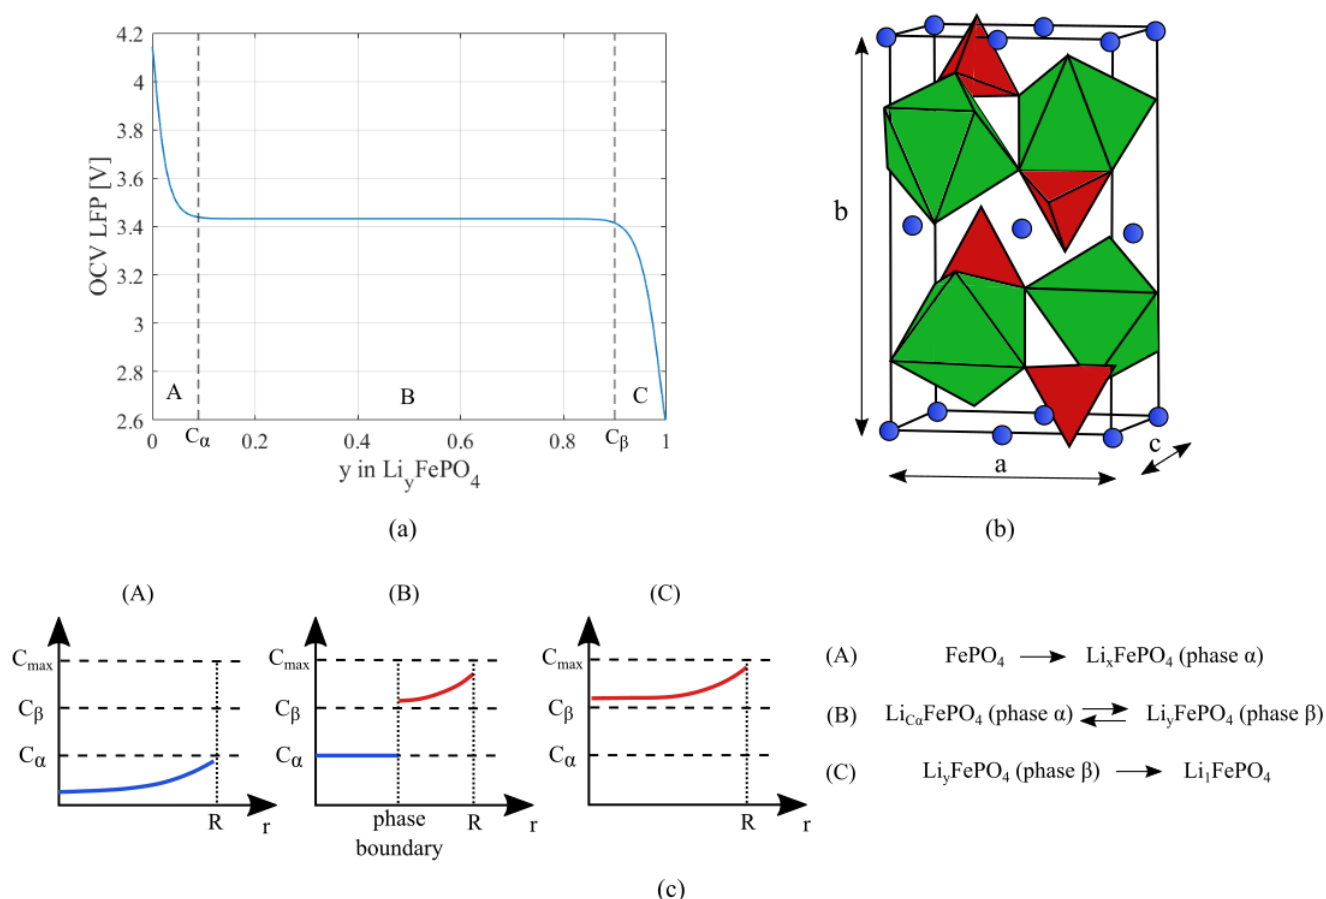 (a)
4.2
4
3.8
3.6
3.4
3.2
3
2.8
2.6
OCV LFP [V]
A
B
C
0
Cα
0.2
0.4
0.6
0.8
Cβ
1
y in LiyFePO4
b
a
c
(a)
(b)
(A)
Cmax
Cβ
Cα
R
r
(B)
Cmax
Cβ
Cα
phase
boundary
R
r
(C)
Cmax
Cβ
Cα
R
r
(A) FePO4 → LixFePO4 (phase α)
(B) LiCαFePO4 (phase α) ⇌ LiyFePO4 (phase β)
(C) LiyFePO4 (phase β) → Li1FePO4
(c)